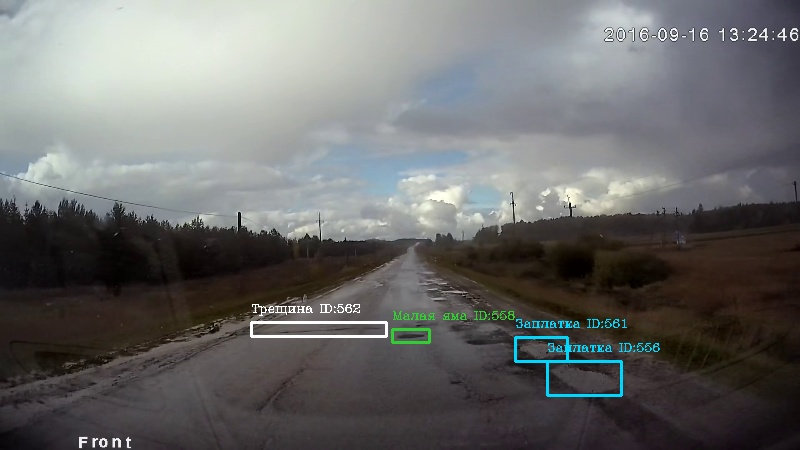 2016-09-16 13:24:46
Трещина ID:562
Малая яма ID:558
Заплатка ID:561
Заплатка ID:556
Front